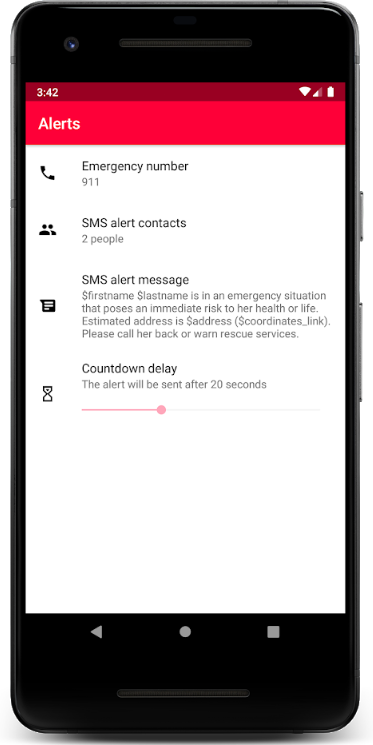 3:42
Alerts
Emergency number
911
SMS alert contacts
2 people
SMS alert message
$firstname $lastname is in an emergency situation
that poses an immediate risk to her health or life.
Estimated address is $address ($coordinates_link).
Please call her back or warn rescue services.
Countdown delay
The alert will be sent after 20 seconds